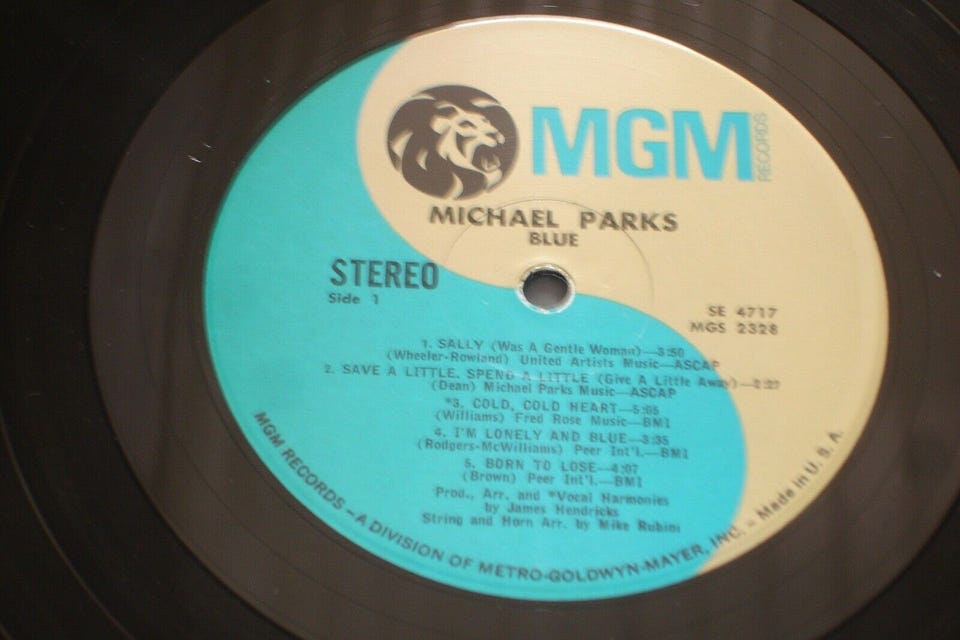 MGM RECORDS
MICHAEL PARKS
BLUE
STEREO
Side 1
SE 4717
MGS 2328
1. SALLY (Was A Gentle Woman)—3:50
(Wheeler-Rowland) United Artists Music—ASCAP
2. SAVE A LITTLE, SPEND A LITTLE (Give A Little Away)—2:27
(Dean) Michael Parks Music—ASCAP
*3. COLD, COLD HEART—5:05
(Williams) Fred Rose Music—BMI
4. I'M LONELY AND BLUE—3:35
(Rodgers-McWilliams) Peer Int'l.—BMI
5. BORN TO LOSE—4:07
(Brown) Peer Int'l.—BMI
Prod., Arr. and *Vocal Harmonies
by James Hendricks
String and Horn Arr. by Mike Rubini
MGM RECORDS – A DIVISION OF METRO-GOLDWYN-MAYER, INC. – Made in U. S. A.